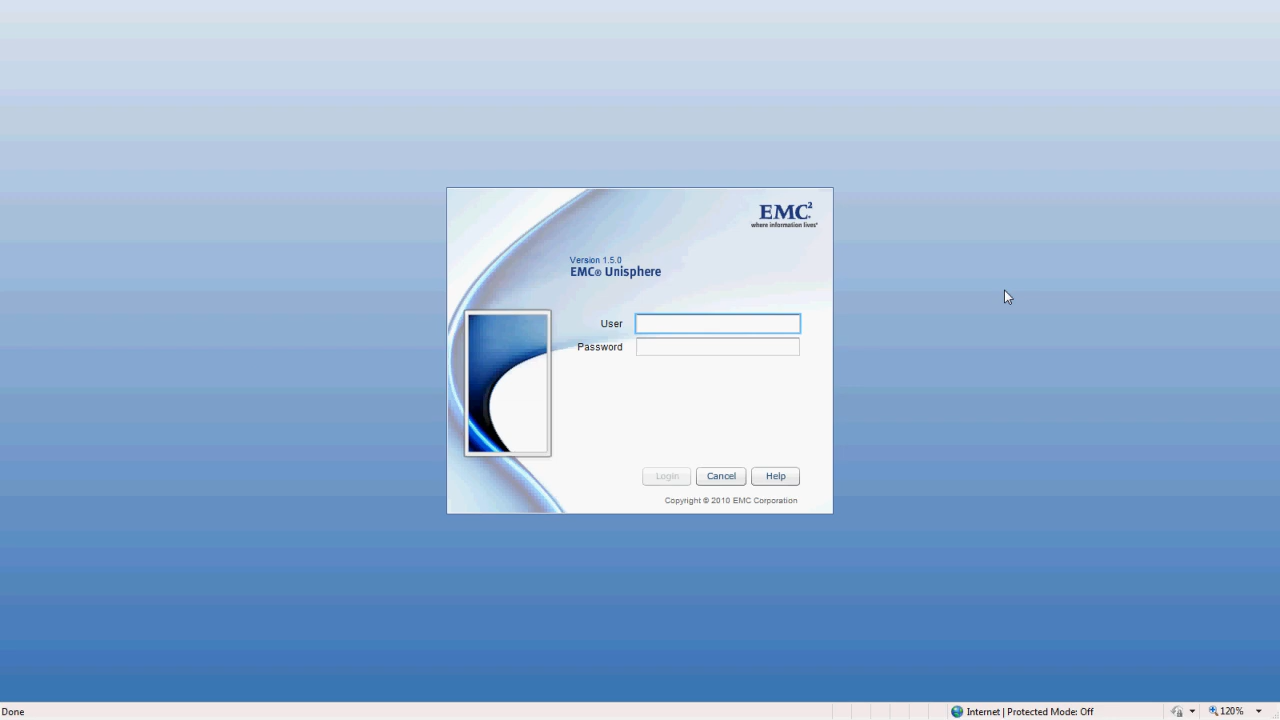 EMC²
where information lives®
Version 1.5.0
EMC® Unisphere
User
Password
Login
Cancel
Help
Copyright © 2010 EMC Corporation
Done
Internet | Protected Mode: Off
120%